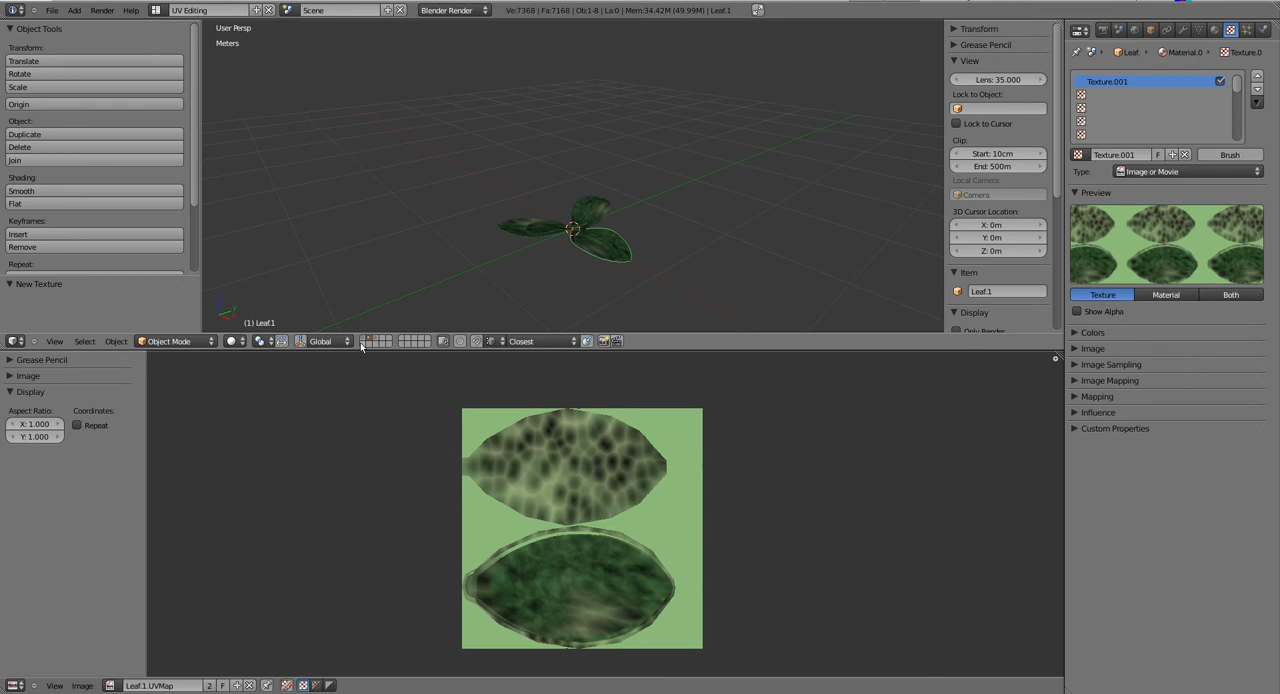 File Add Render Help UV Editing Scene Blender Render Ve:7368 | Fa:7168 | Ob:1-8 | La:0 | Mem:34.42M (49.99M) | Leaf.1
Object Tools
Transform:
Translate
Rotate
Scale
Origin
Object:
Duplicate
Delete
Join
Shading:
Smooth
Flat
Keyframes:
Insert
Remove
Repeat:
New Texture
User Persp
Meters
(1) Leaf.1
Transform
Grease Pencil
View
Lens: 35.000
Lock to Object:
Lock to Cursor
Clip:
Start: 10cm
End: 500m
Local Camera:
Camera
3D Cursor Location:
X: 0m
Y: 0m
Z: 0m
Item
Leaf.1
Display
Only Render
Leaf. Material.0 Texture.0
Texture.001
Texture.001 F Brush
Type: Image or Movie
Preview
Texture Material Both
Show Alpha
Colors
Image
Image Sampling
Image Mapping
Mapping
Influence
Custom Properties
View Select Object Object Mode Global Closest
Grease Pencil
Image
Display
Aspect Ratio: Coordinates:
X: 1.000 Repeat
Y: 1.000
View Image Leaf.1.UVMap 2 F